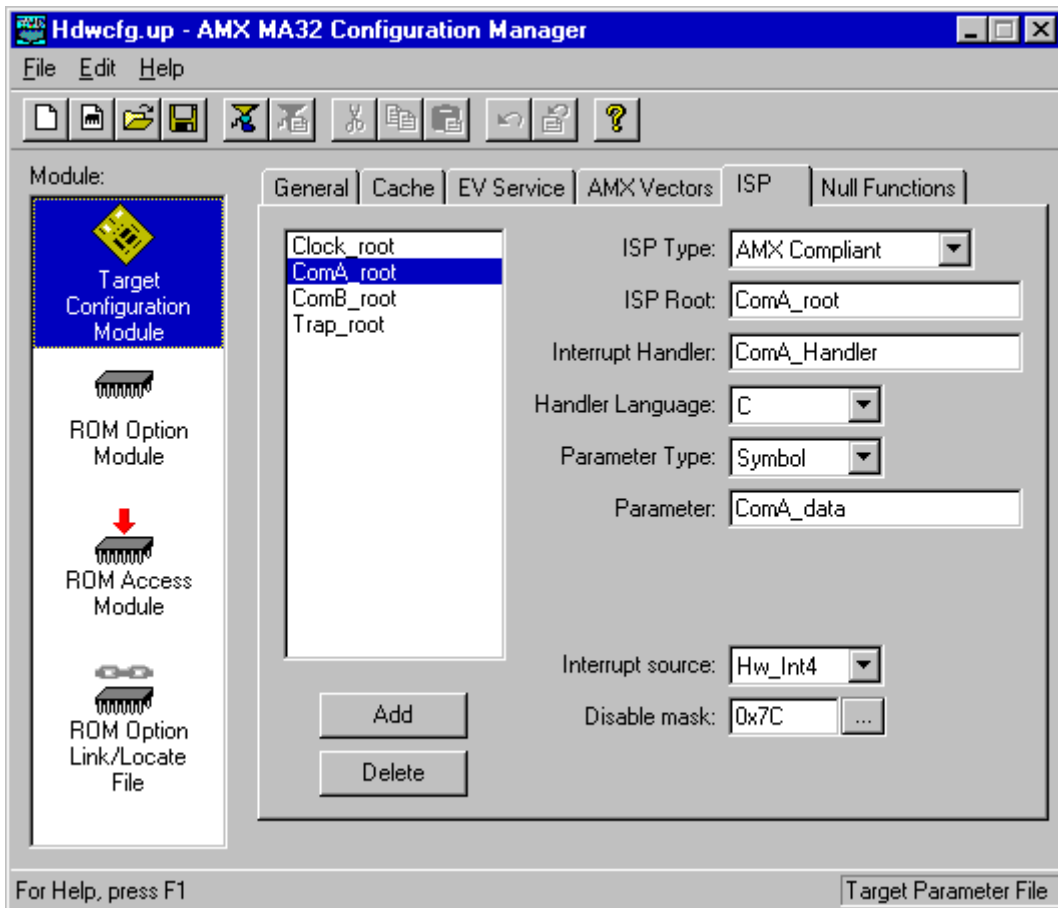 Hdwcfg.up - AMX MA32 Configuration Manager
File Edit Help
Module:
Target
Configuration
Module
ROM Option
Module
ROM Access
Module
ROM Option
Link/Locate
File
General Cache EV Service AMX Vectors ISP Null Functions
Clock_root
ComA_root
ComB_root
Trap_root
Add
Delete
ISP Type: AMX Compliant
ISP Root: ComA_root
Interrupt Handler: ComA_Handler
Handler Language: C
Parameter Type: Symbol
Parameter: ComA_data
Interrupt source: Hw_Int4
Disable mask: 0x7C ...
For Help, press F1 Target Parameter File